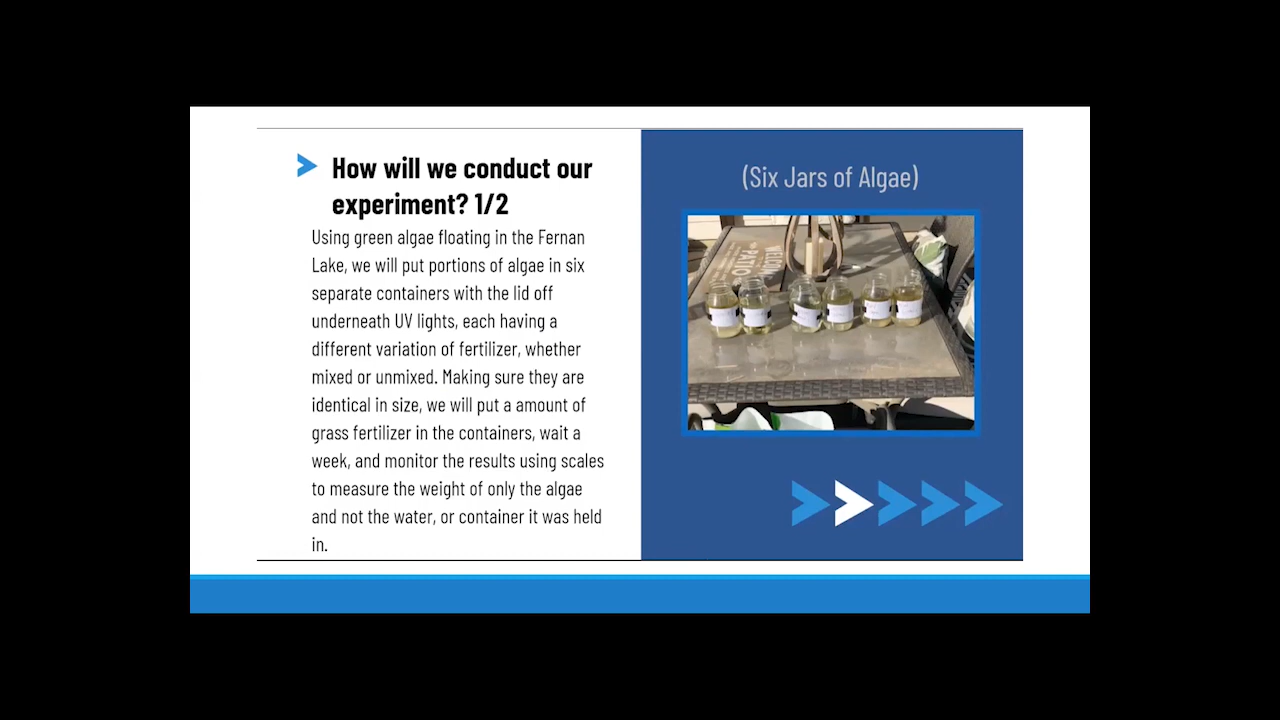 How will we conduct our
experiment? 1/2
Using green algae floating in the Fernan
Lake, we will put portions of algae in six
separate containers with the lid off
underneath UV lights, each having a
different variation of fertilizer, whether
mixed or unmixed. Making sure they are
identical in size, we will put a amount of
grass fertilizer in the containers, wait a
week, and monitor the results using scales
to measure the weight of only the algae
and not the water, or container it was held
in.
(Six Jars of Algae)
PATIO